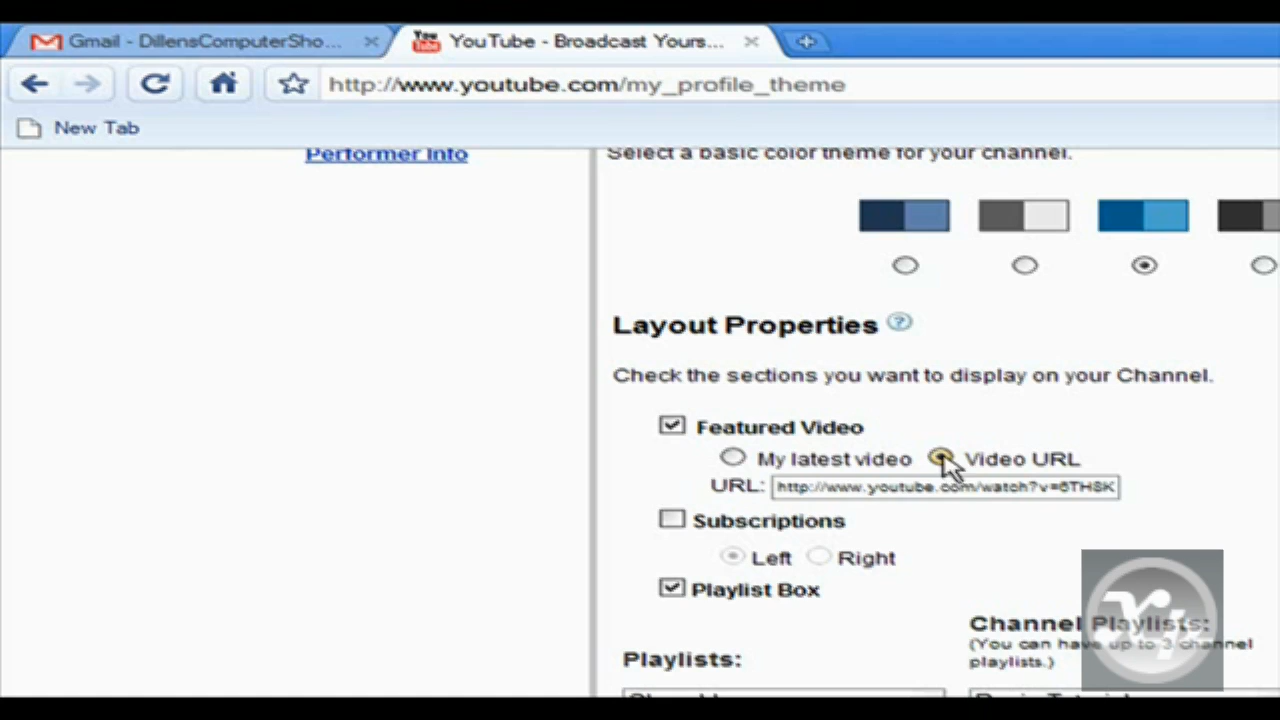 Gmail - DillensComputerSho...
You Tube YouTube - Broadcast Yours...
http://www.youtube.com/my_profile_theme
New Tab
Performer Info
Select a basic color theme for your channel.
Layout Properties ?
Check the sections you want to display on your Channel.
Featured Video
My latest video Video URL
URL: http://www.youtube.com/watch?v=6THSK
Subscriptions
Left Right
Playlist Box
Channel Playlists:
(You can have up to 3 channel
playlists.)
Playlists: